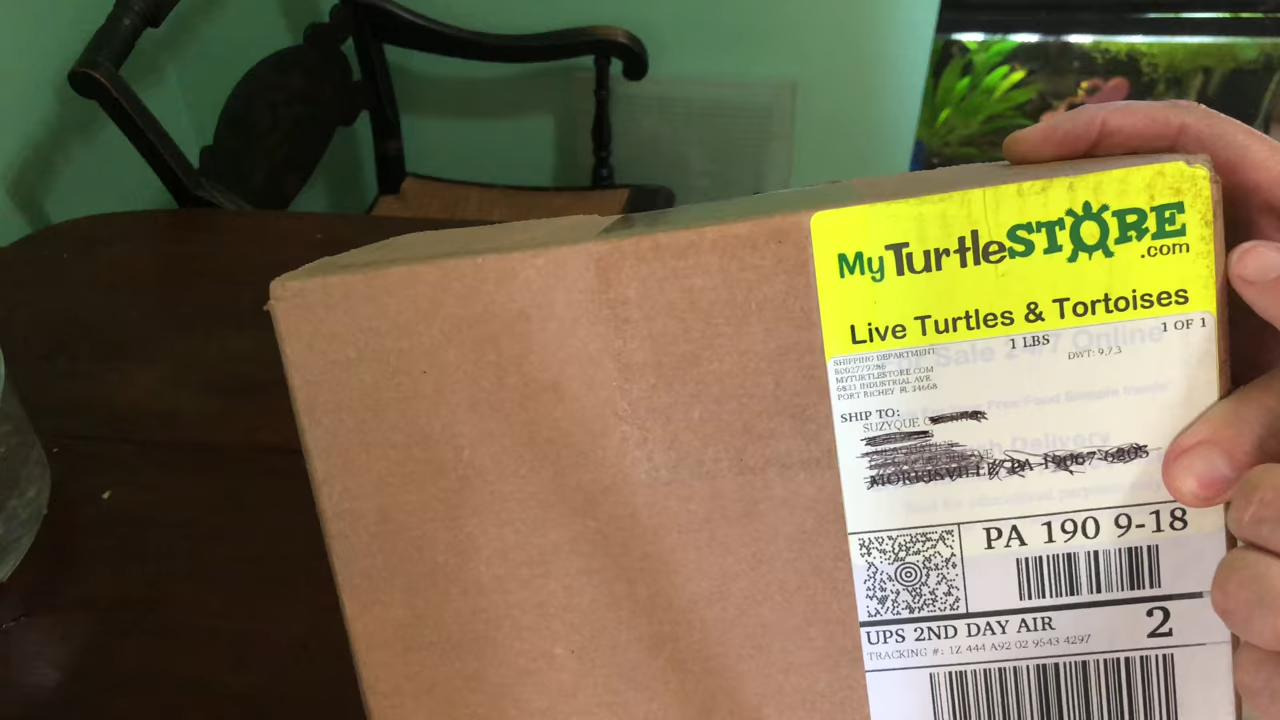 MyTurtleSTORE
.com
Live Turtles & Tortoises
1 LBS
1 OF 1
SHIPPING DEPARTMENT
8002779286
MYTURTLESTORE.COM
DWT: 9,7,3
6831 INDUSTRIAL AVE
PORT RICHEY FL 34668
SHIP TO:
SUZYQUE
PA 190 9-18
UPS 2ND DAY AIR
2
TRACKING #: 1Z 444 A92 02 9543 4297